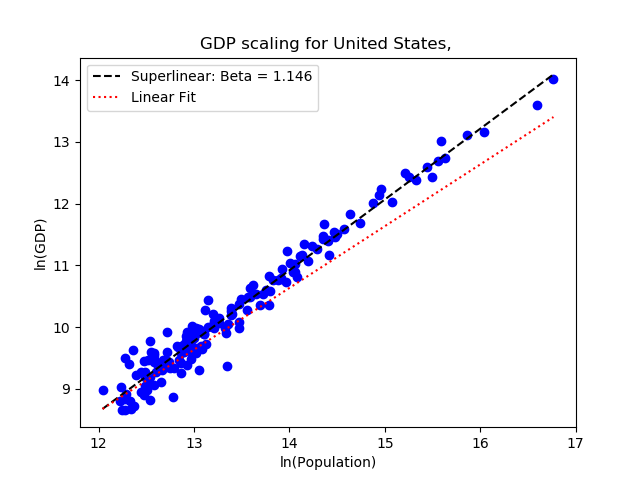 GDP scaling for United States,
Superlinear: Beta = 1.146
Linear Fit
ln(GDP)
14
13
12
11
10
9
12 13 14 15 16 17
ln(Population)